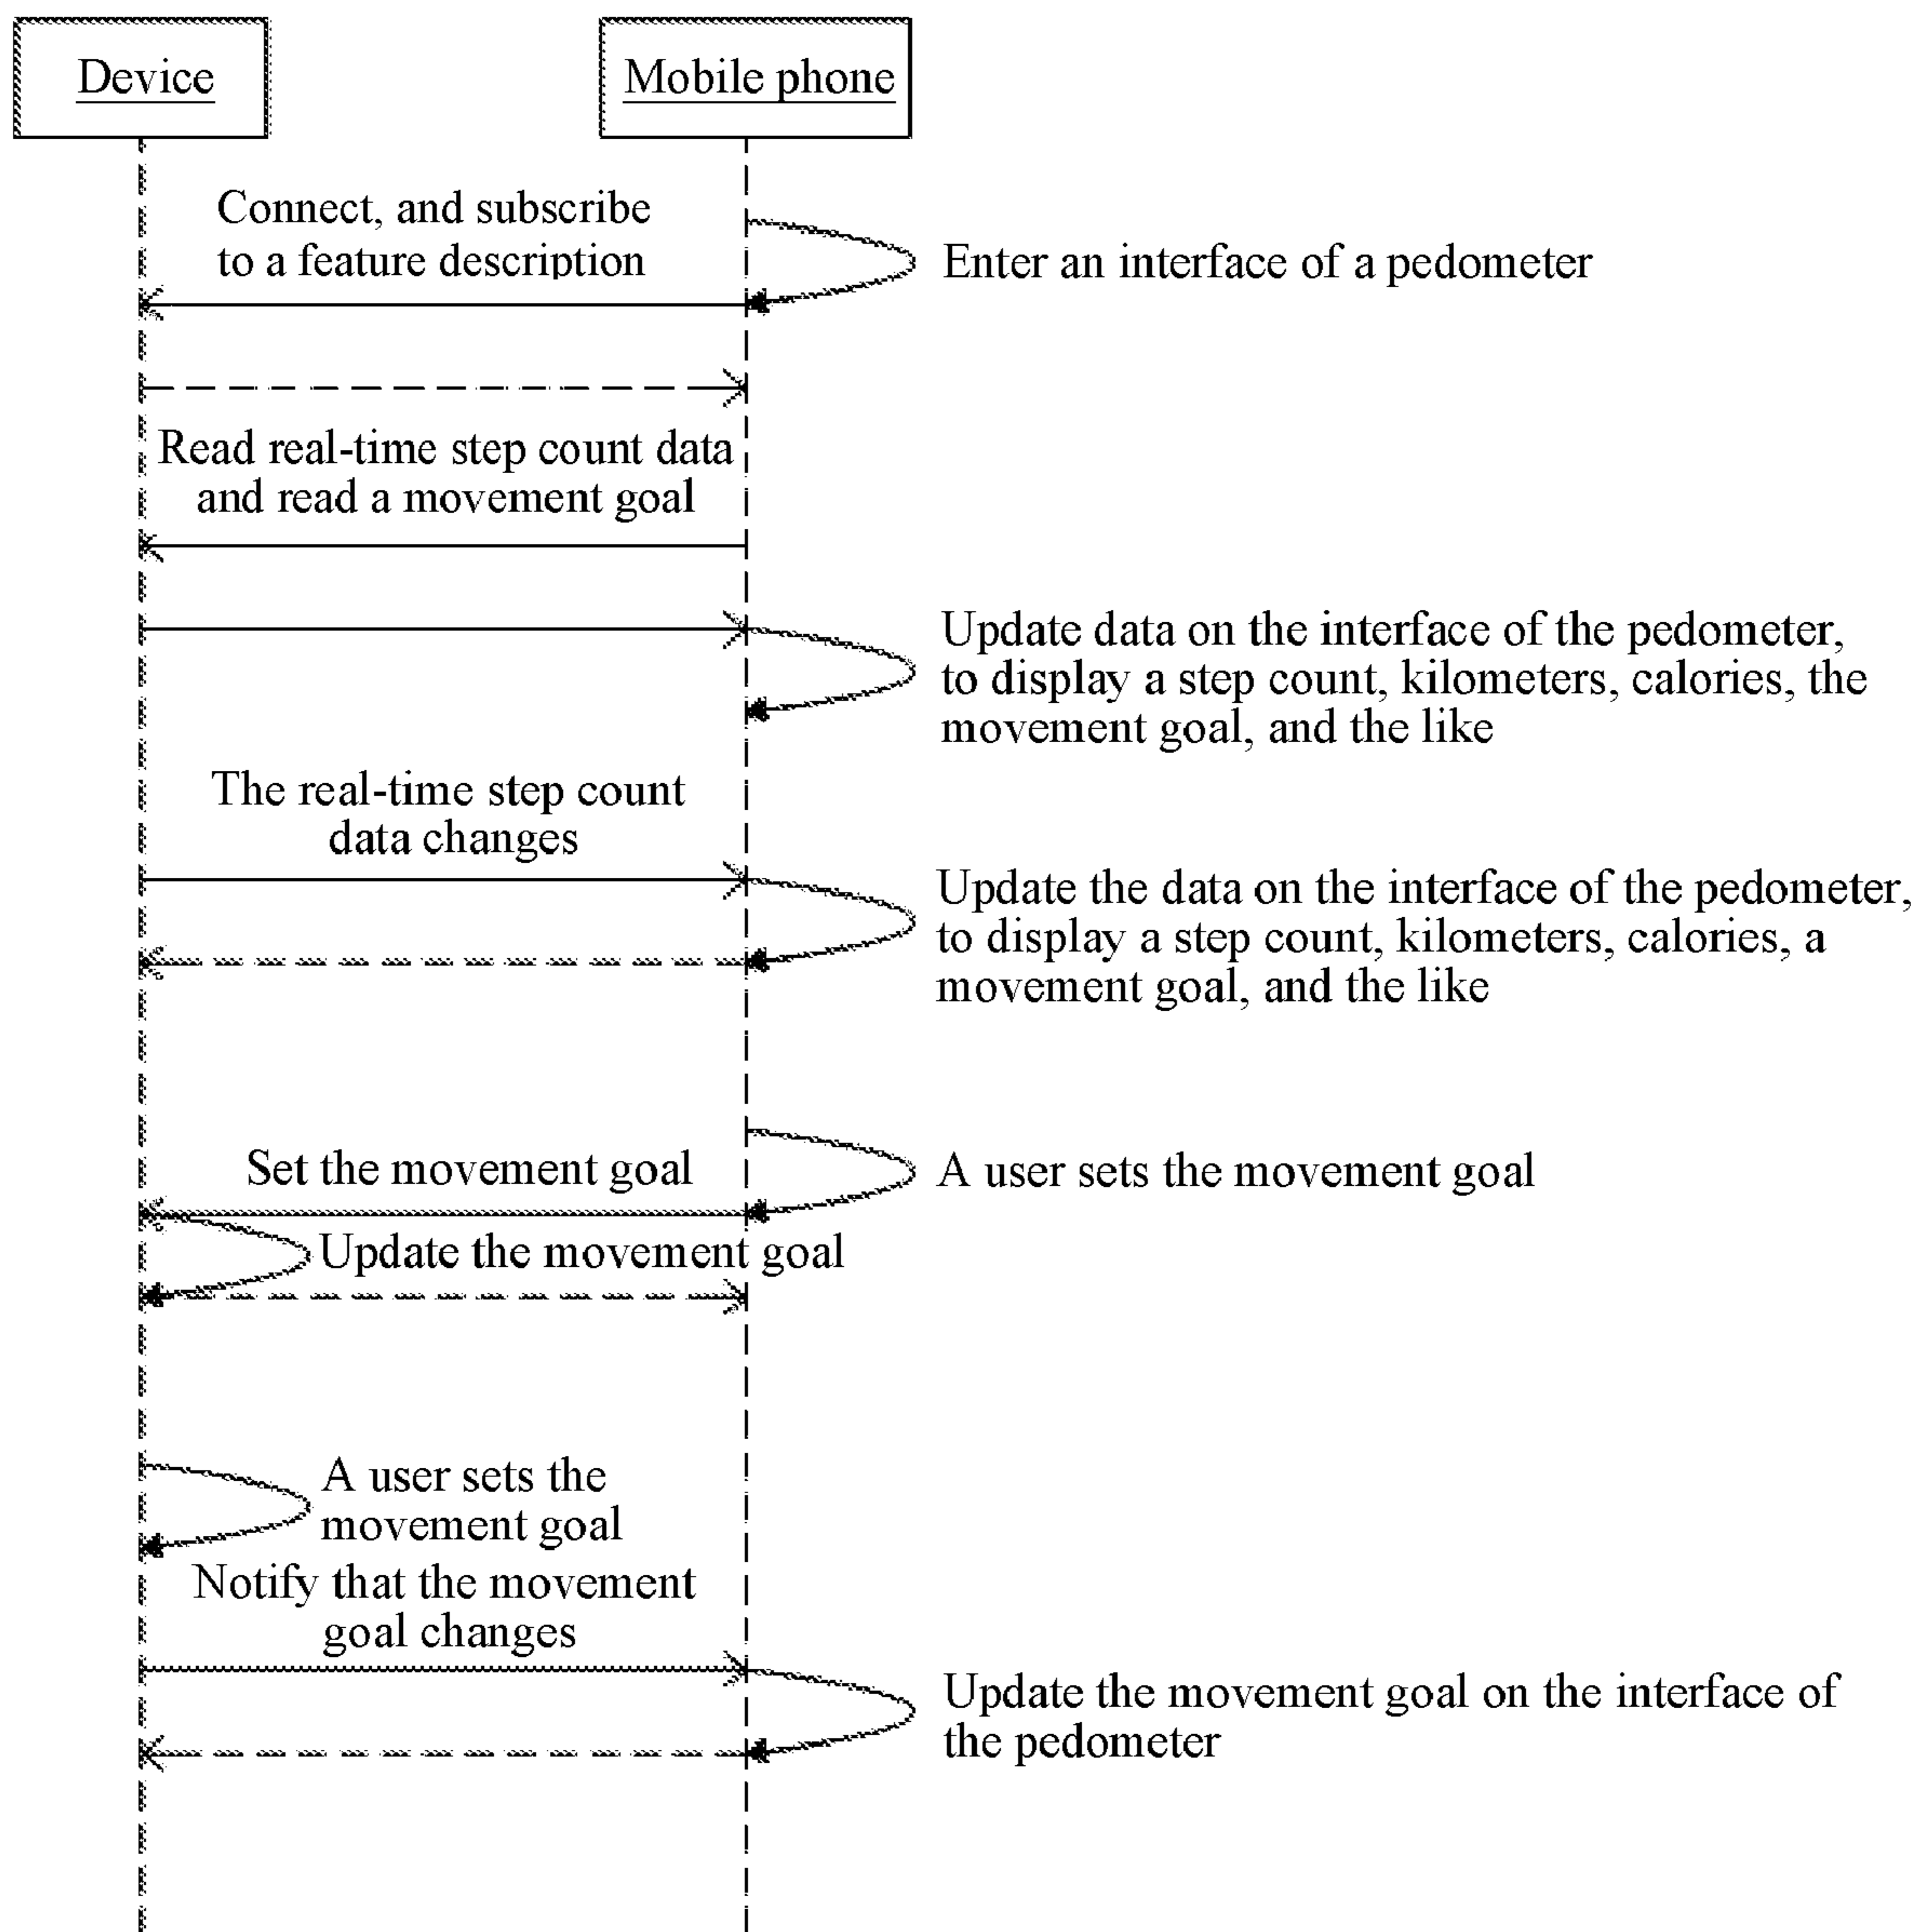 Device
Mobile phone
Connect, and subscribe
to a feature description
Enter an interface of a pedometer
Read real-time step count data
and read a movement goal
Update data on the interface of the pedometer,
to display a step count, kilometers, calories, the
movement goal, and the like
The real-time step count
data changes
Update the data on the interface of the pedometer,
to display a step count, kilometers, calories, a
movement goal, and the like
Set the movement goal
A user sets the movement goal
Update the movement goal
A user sets the
movement goal
Notify that the movement
goal changes
Update the movement goal on the interface of
the pedometer